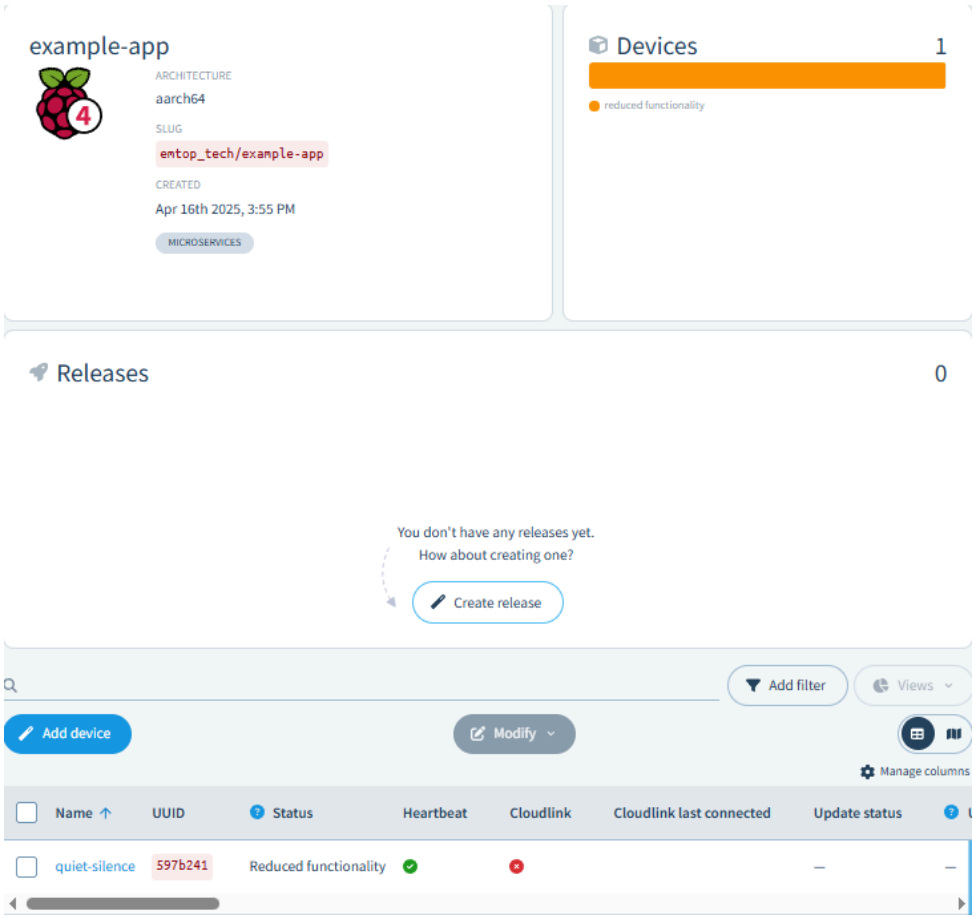 example-app
4
ARCHITECTURE
aarch64
SLUG
emtop_tech/example-app
CREATED
Apr 16th 2025, 3:55 PM
MICROSERVICES
Devices 1
reduced functionality
Releases 0
You don't have any releases yet.
How about creating one?
Create release
Add filter Views
Add device Modify
Manage columns
Name UUID ? Status Heartbeat Cloudlink Cloudlink last connected Update status ?
quiet-silence 597b241 Reduced functionality — —